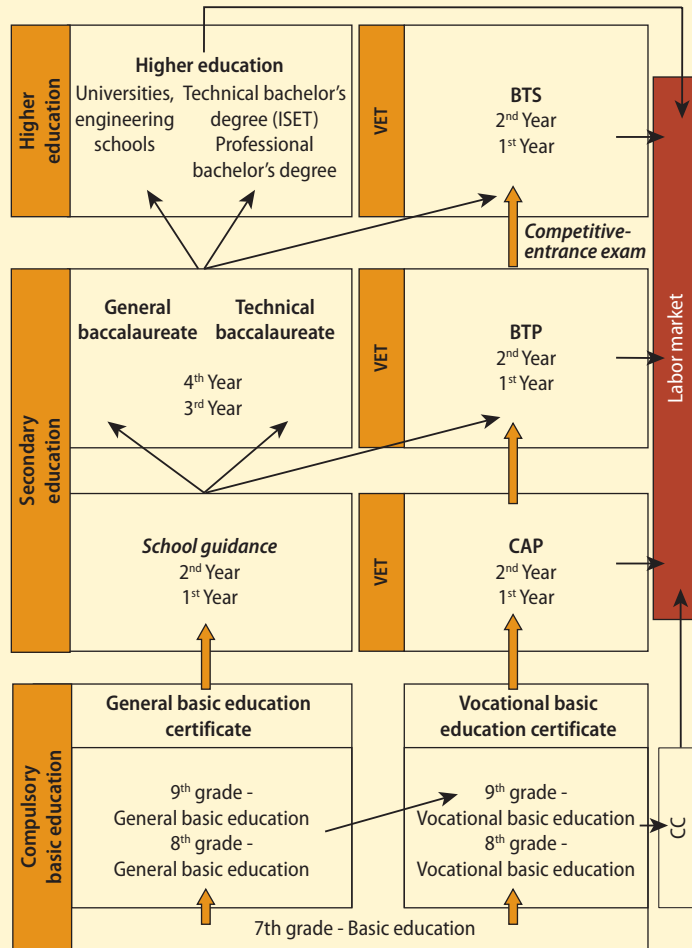 Higher
education
Higher education
Universities,
engineering
schools
Technical bachelor's
degree (ISET)
Professional
bachelor's degree
VET
BTS
2nd Year
1st Year
Competitive-
entrance exam
Labor market
Secondary
education
General
baccalaureate
Technical
baccalaureate
4th Year
3rd Year
VET
BTP
2nd Year
1st Year
School guidance
2nd Year
1st Year
VET
CAP
2nd Year
1st Year
Compulsory
basic education
General basic education
certificate
9th grade -
General basic education
8th grade -
General basic education
Vocational basic
education certificate
9th grade -
Vocational basic education
8th grade -
Vocational basic education
CC
7th grade - Basic education